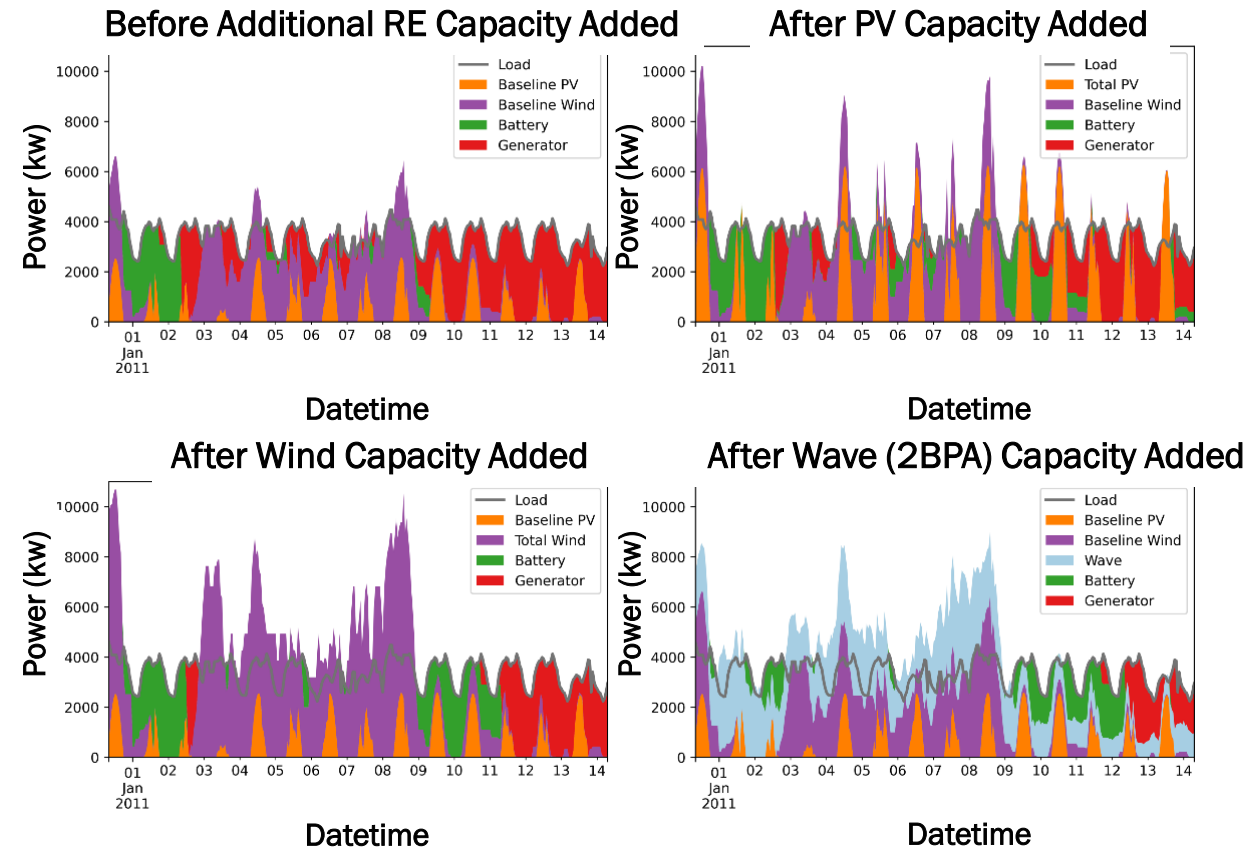 Before Additional RE Capacity Added
Power (kw)
10000
8000
6000
4000
2000
0
Load
Baseline PV
Baseline Wind
Battery
Generator
01 02 03 04 05 06 07 08 09 10 11 12 13 14
Jan
2011
Datetime
After PV Capacity Added
Power (kw)
10000
8000
6000
4000
2000
0
Load
Total PV
Baseline Wind
Battery
Generator
01 02 03 04 05 06 07 08 09 10 11 12 13 14
Jan
2011
Datetime
After Wind Capacity Added
Power (kw)
10000
8000
6000
4000
2000
0
Load
Baseline PV
Total Wind
Battery
Generator
01 02 03 04 05 06 07 08 09 10 11 12 13 14
Jan
2011
Datetime
After Wave (2BPA) Capacity Added
Power (kw)
10000
8000
6000
4000
2000
0
Load
Baseline PV
Baseline Wind
Wave
Battery
Generator
01 02 03 04 05 06 07 08 09 10 11 12 13 14
Jan
2011
Datetime